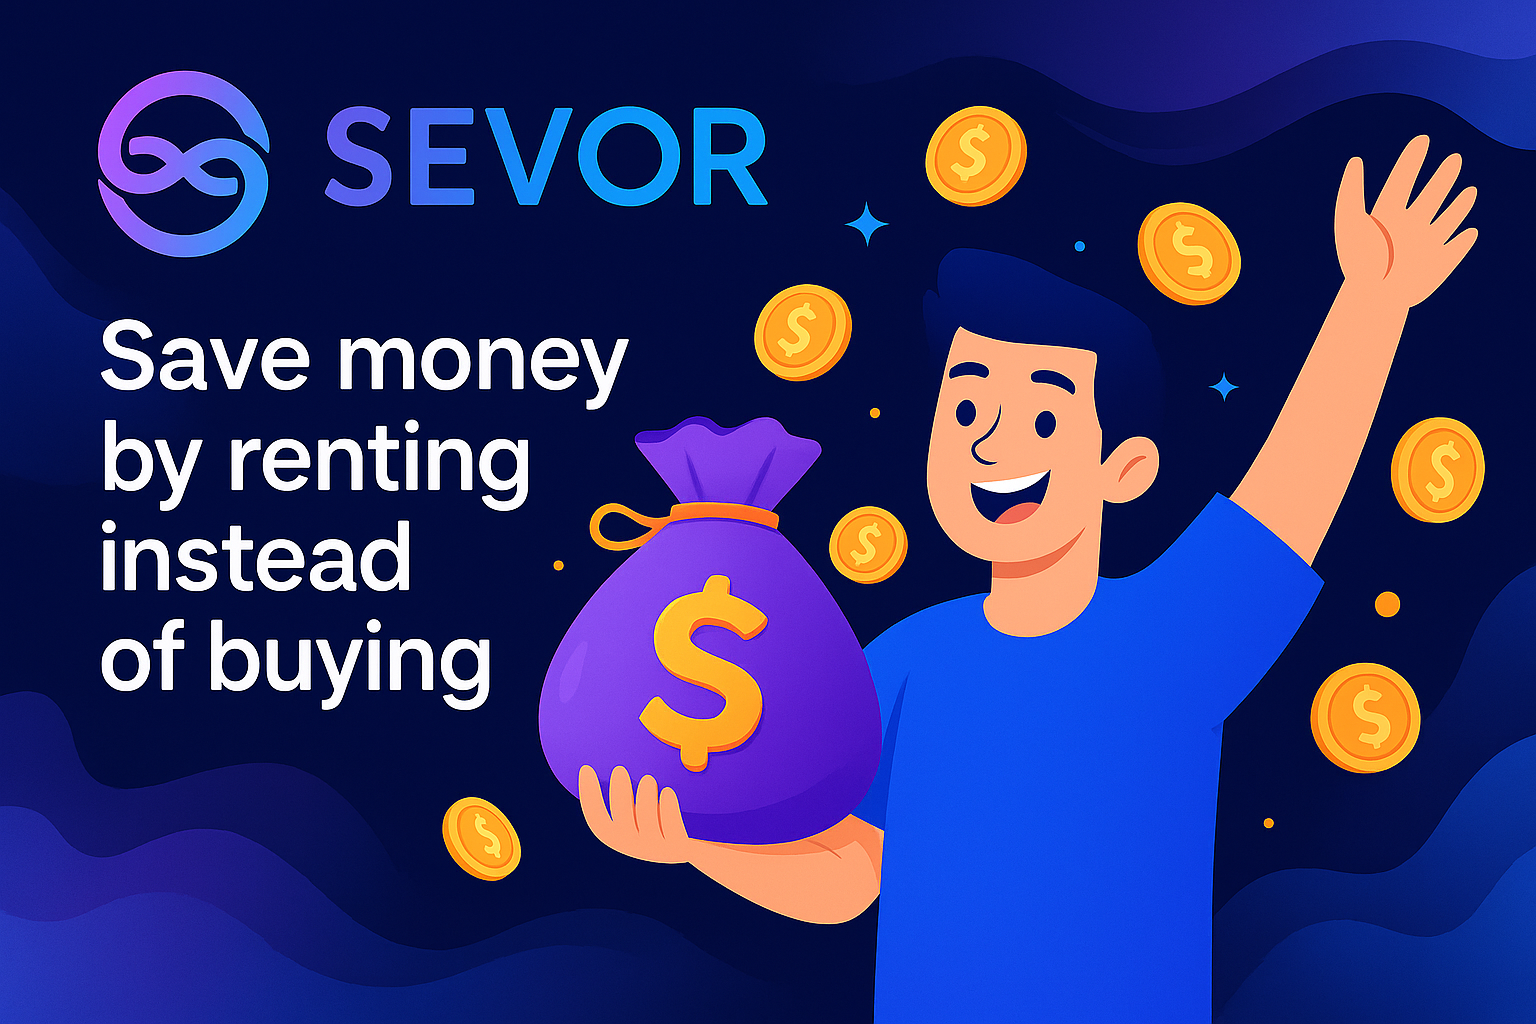 SEVOR
Save money
by renting
instead
of buying
$
$
$
$
$
$
$
$